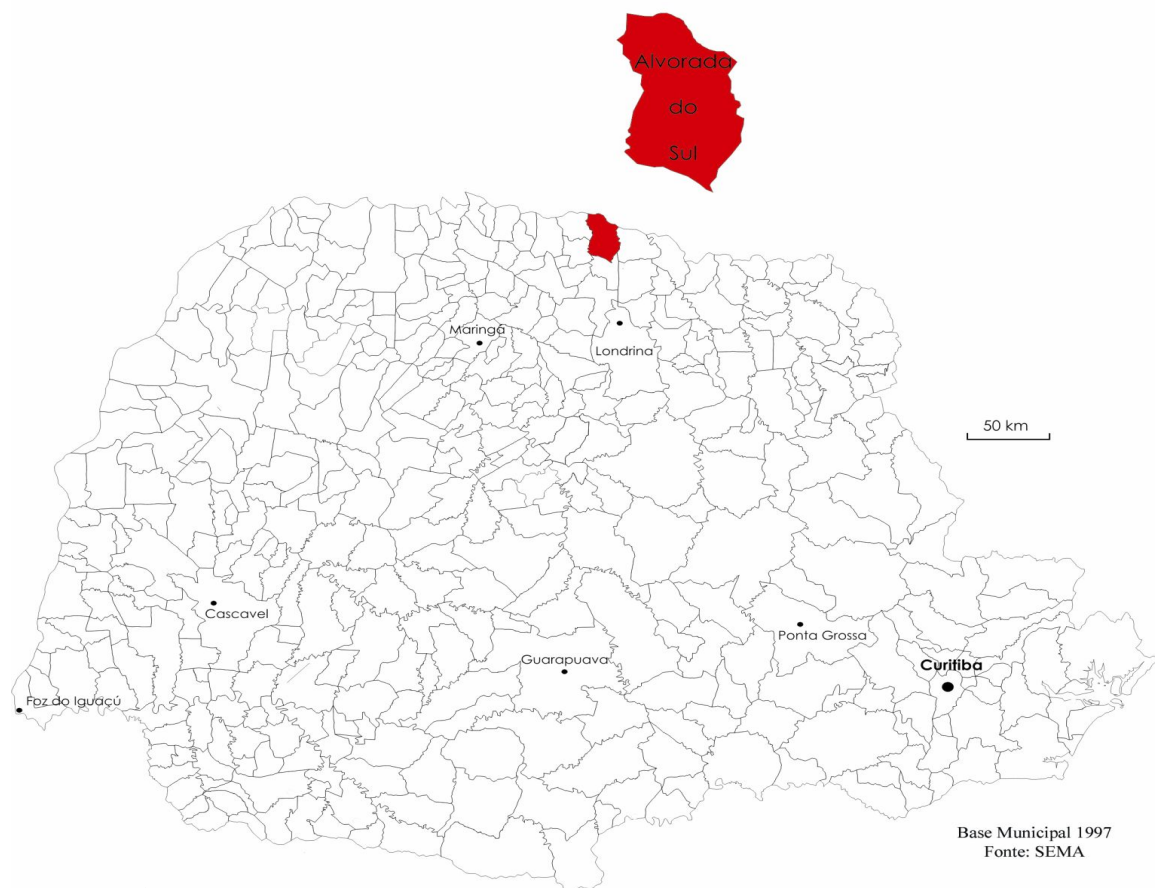 Alvorada
do
Sul
Maringá
Londrina
50 km
Cascavel
Ponta Grossa
Guarapuava
Curitiba
Foz do Iguaçú
Base Municipal 1997
Fonte: SEMA